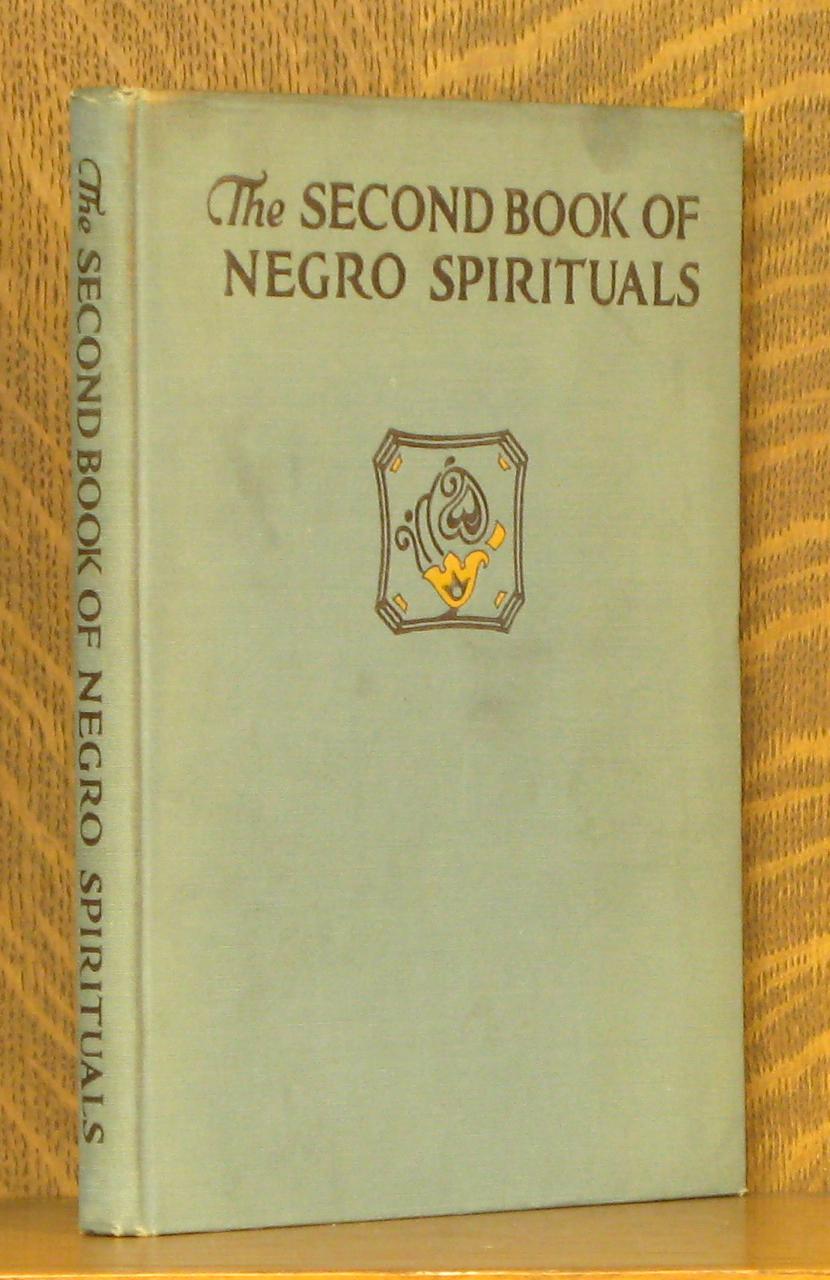 The SECOND BOOK OF
NEGRO SPIRITUALS
The SECOND BOOK OF NEGRO SPIRITUALS